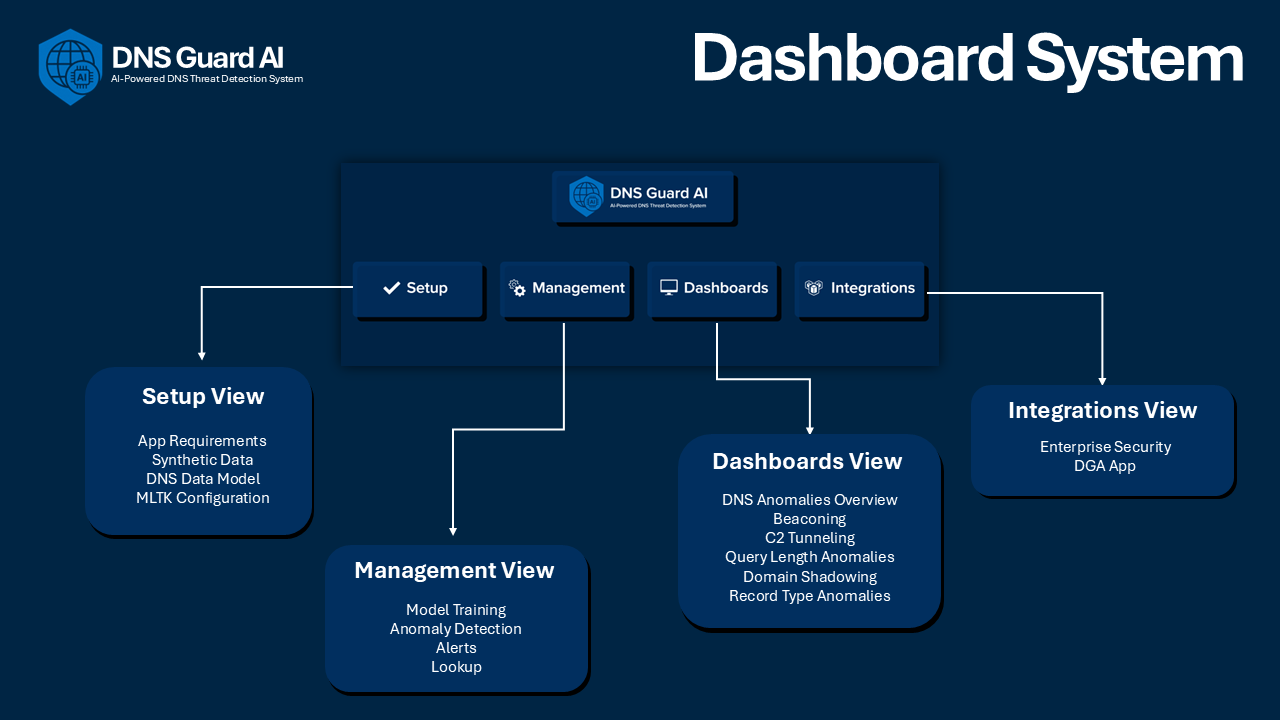 DNS Guard AI
AI-Powered DNS Threat Detection System
Dashboard System
AI
DNS Guard AI
AI-Powered DNS Threat Detection System
AI
Setup
Management
Dashboards
Integrations
Setup View
App Requirements
Synthetic Data
DNS Data Model
MLTK Configuration
Management View
Model Training
Anomaly Detection
Alerts
Lookup
Dashboards View
DNS Anomalies Overview
Beaconing
C2 Tunneling
Query Length Anomalies
Domain Shadowing
Record Type Anomalies
Integrations View
Enterprise Security
DGA App